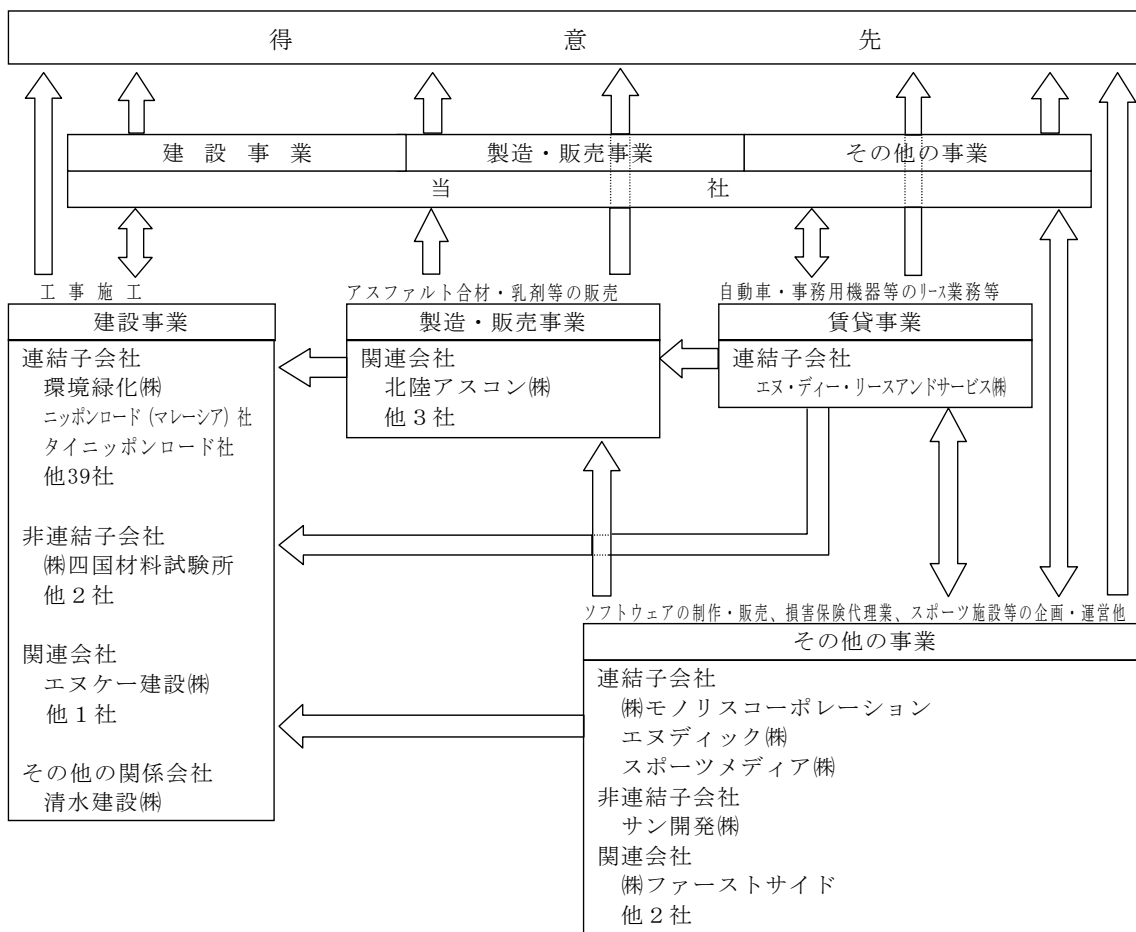 得意先
建設事業
製造・販売事業
その他の事業
当社
工事施工
建設事業
連結子会社
環境緑化㈱
ニッポンロード(マレーシア)社
タイニッポンロード社
他39社
非連結子会社
㈱四国材料試験所
他2社
関連会社
エヌケー建設㈱
他1社
その他の関係会社
清水建設㈱
アスファルト合材・乳剤等の販売
製造・販売事業
関連会社
北陸アスコン㈱
他3社
自動車・事務用機器等のリース業務等
賃貸事業
連結子会社
エヌ・ディー・リースアンドサービス㈱
ソフトウェアの制作・販売、損害保険代理業、スポーツ施設等の企画・運営他
その他の事業
連結子会社
㈱モノリスコーポレーション
エヌディック㈱
スポーツメディア㈱
非連結子会社
サン開発㈱
関連会社
㈱ファーストサイド
他2社